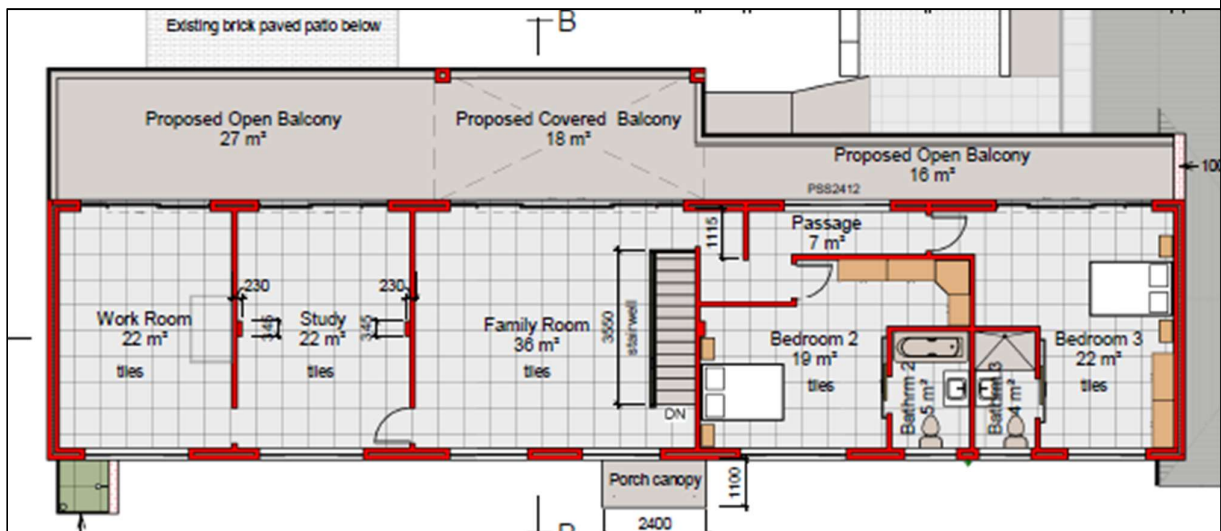 Existing brick paved patio below
B
Proposed Open Balcony
27 m²
Proposed Covered Balcony
18 m²
Proposed Open Balcony
16 m²
PSS2412
1115
Passage
7 m²
230
230
345
345
Work Room
22 m²
tiles
Study
22 m²
tiles
Family Room
36 m²
tiles
3550
stairwell
DN
Bedroom 2
19 m²
tiles
Bathrm 2
5 m²
Bathrm 3
4 m²
Bedroom 3
22 m²
tiles
Porch canopy
1100
2400